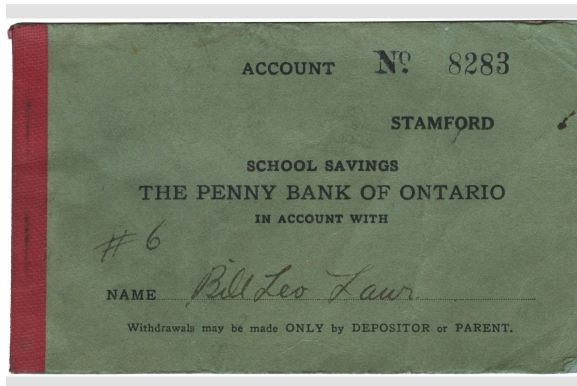 ACCOUNT Nº 8283
STAMFORD
SCHOOL SAVINGS
THE PENNY BANK OF ONTARIO
IN ACCOUNT WITH
#6
NAME Bill Leo Laur
Withdrawals may be made ONLY by DEPOSITOR or PARENT.